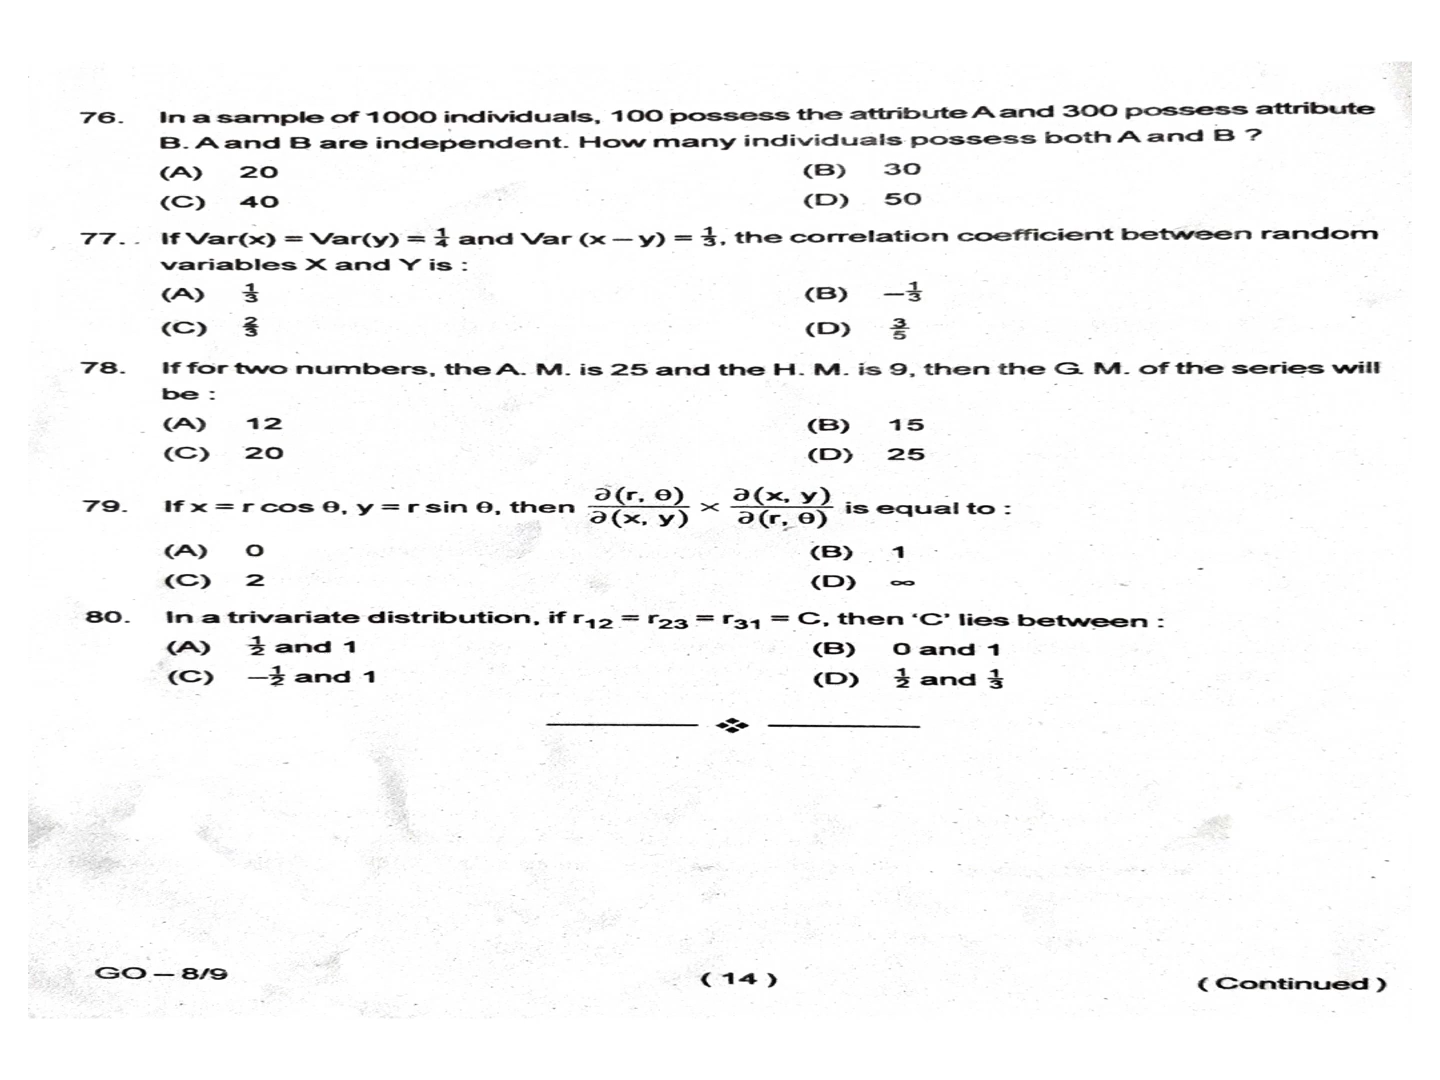 76. In a sample of 1000 individuals, 100 possess the attribute A and 300 possess attribute
B. A and B are independent. How many individuals possess both A and B ?
(A) 20 (B) 30
(C) 40 (D) 50
77. If Var(x) = Var(y) = 1/4 and Var (x – y) = 1/3, the correlation coefficient between random
variables X and Y is :
(A) 1/3 (B) –1/3
(C) 2/3 (D) 3/5
78. If for two numbers, the A. M. is 25 and the H. M. is 9, then the G. M. of the series will
be :
(A) 12 (B) 15
(C) 20 (D) 25
79. If x = r cos θ, y = r sin θ, then ∂(r, θ)/∂(x, y) × ∂(x, y)/∂(r, θ) is equal to :
(A) 0 (B) 1
(C) 2 (D) ∞
80. In a trivariate distribution, if r₁₂ = r₂₃ = r₃₁ = C, then ‘C’ lies between :
(A) 1/2 and 1 (B) 0 and 1
(C) –1/2 and 1 (D) 1/2 and 1/3
GO – 8/9 ( 14 ) ( Continued )